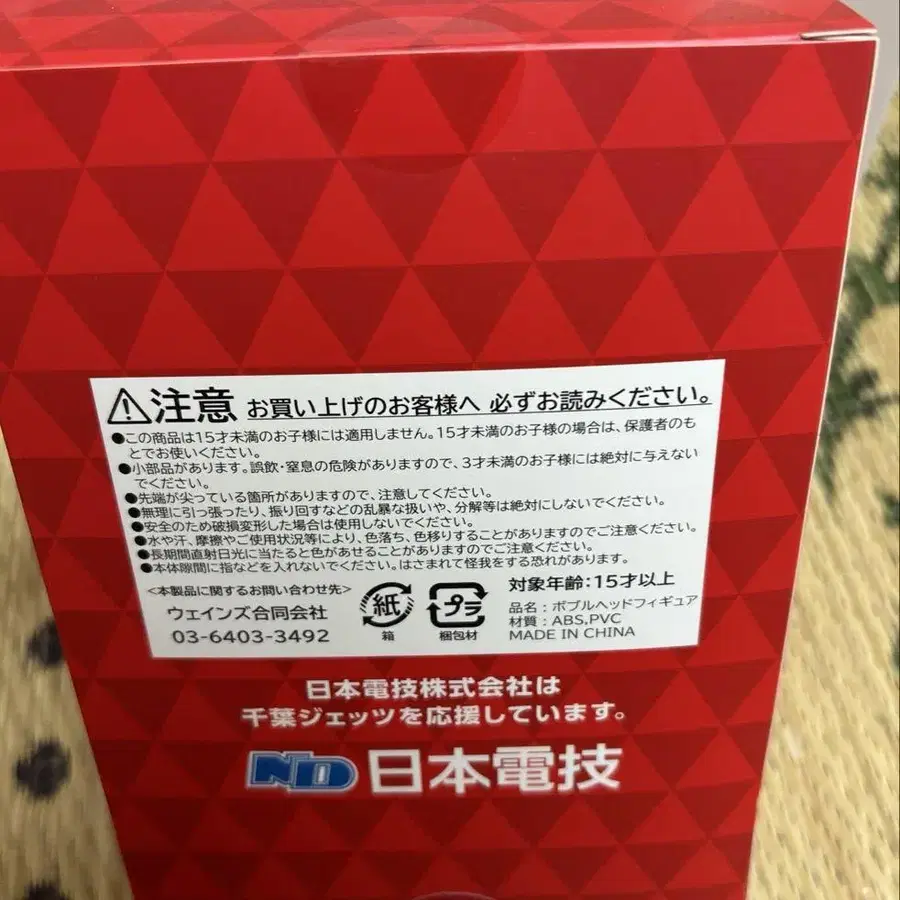 ⚠注意 お買い上げのお客様へ 必ずお読みください。
●この商品は15才未満のお子様には適用しません。15才未満のお子様の場合は、保護者のも
とでお使いください。
●小部品があります。誤飲・窒息の危険がありますので、3才未満のお子様には絶対に与えない
でください。
●先端が尖っている箇所がありますので、注意してください。
●無理に引っ張ったり、振り回すなどの乱暴な扱いや、分解等は絶対にしないでください。
●安全のため破損変形した場合は使用しないでください。
●水や汗、摩擦やご使用状況等により、色落ち、色移りすることがありますのでご注意ください。
●長期間直射日光に当たると色があせることがありますのでご注意ください。
●本体隙間に指などを入れないでください。はさまれて怪我をする恐れがあります。
<本製品に関するお問い合わせ先>
ウェインズ合同会社
03-6403-3492
紙
箱
プラ
梱包材
対象年齢:15才以上
品名:ボブルヘッドフィギュア
材質:ABS,PVC
MADE IN CHINA
日本電技株式会社は
千葉ジェッツを応援しています。
ND 日本電技